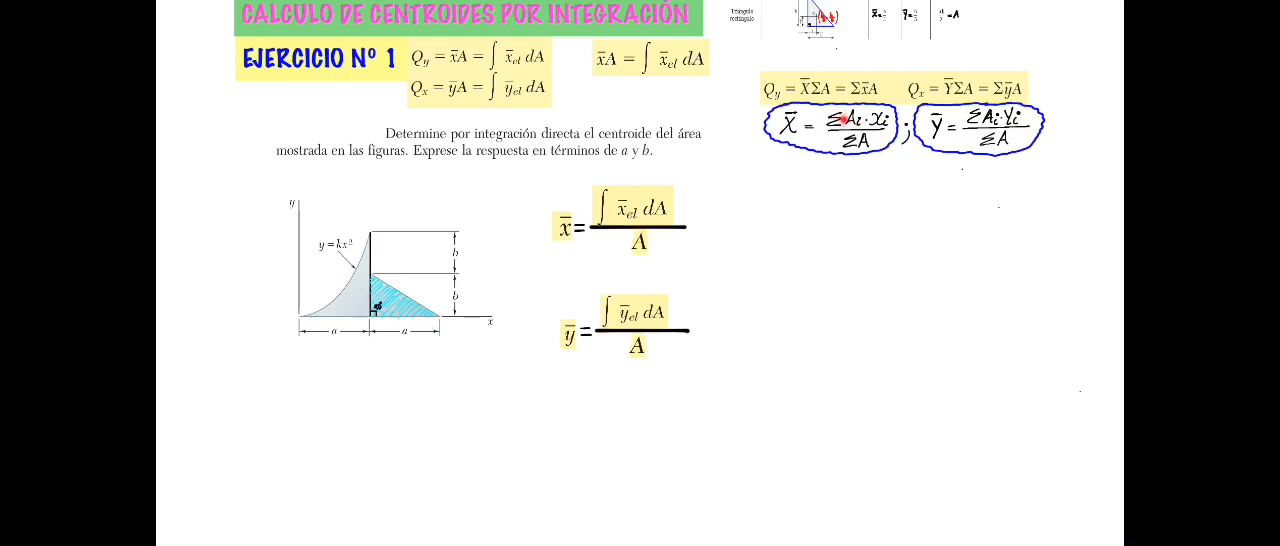 CALCULO DE CENTROIDES POR INTEGRACIÓN
EJERCICIO Nº 1
Q_y = x̄A = ∫ x̄_el dA
Q_x = ȳA = ∫ ȳ_el dA
x̄A = ∫ x̄_el dA
Determine por integración directa el centroide del área
mostrada en las figuras. Exprese la respuesta en términos de a y b.
y
y = kx²
b
b
a
a
x
x̄ = ∫ x̄_el dA / A
ȳ = ∫ ȳ_el dA / A
Triángulo
rectángulo
= A
Q_y = X̄ΣA = Σx̄A
Q_x = ȲΣA = ΣȳA
X̄ = ΣAi·xi / ΣA ; Ȳ = ΣAi·Yi / ΣA